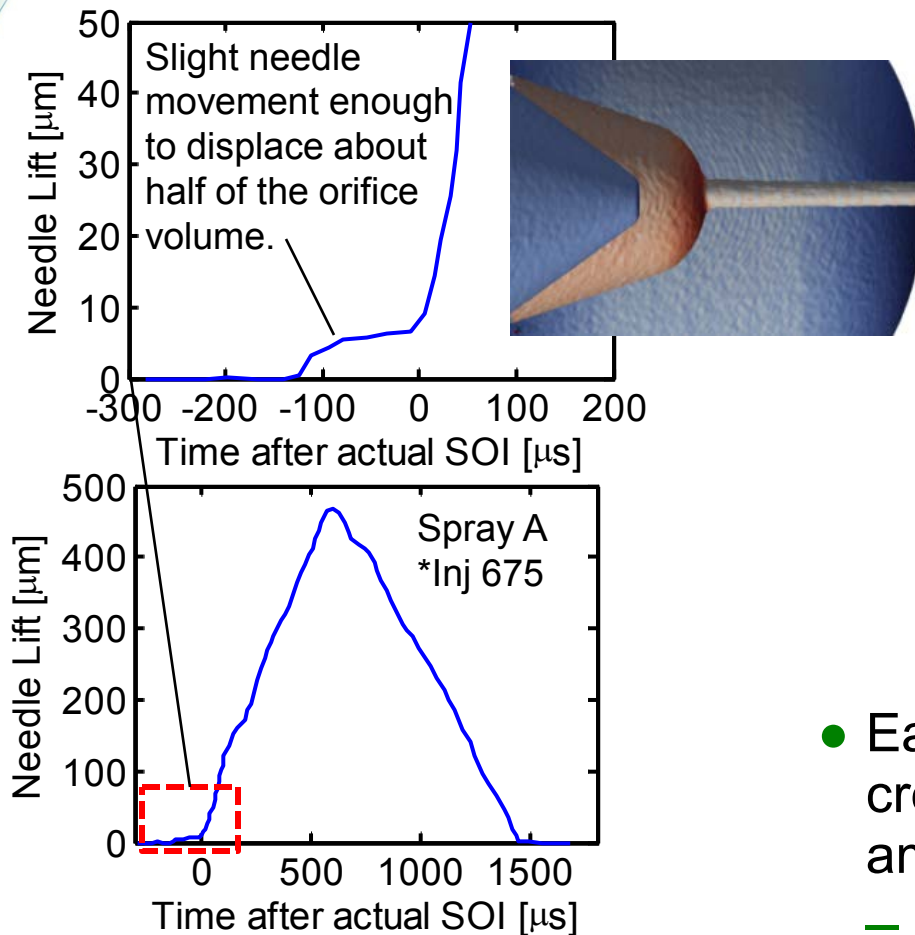 50
40
30
20
10
0
Needle Lift [μm]
Slight needle
movement enough
to displace about
half of the orifice
volume.
-300 -200 -100 0 100 200
Time after actual SOI [μs]
500
400
300
200
100
0
Needle Lift [μm]
Spray A
*Inj 675
0 500 1000 1500
Time after actual SOI [μs]
● Ea
cre
an
–